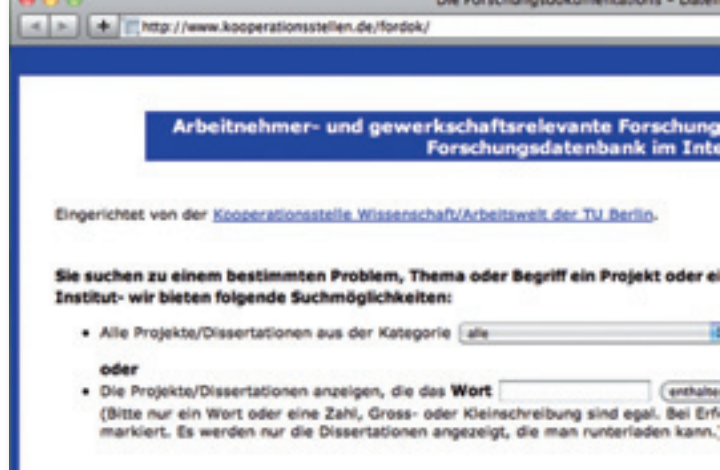 Die Forschungsdokumentations - Daten
http://www.kooperationsstellen.de/fordok/
Arbeitnehmer- und gewerkschaftsrelevante Forschung
Forschungsdatenbank im Inte
Eingerichtet von der Kooperationsstelle Wissenschaft/Arbeitswelt der TU Berlin.
Sie suchen zu einem bestimmten Problem, Thema oder Begriff ein Projekt oder ei
Institut- wir bieten folgende Suchmöglichkeiten:
• Alle Projekte/Dissertationen aus der Kategorie alle
oder
• Die Projekte/Dissertationen anzeigen, die das Wort enthalten
(Bitte nur ein Wort oder eine Zahl, Gross- oder Kleinschreibung sind egal. Bei Erf
markiert. Es werden nur die Dissertationen angezeigt, die man runterladen kann.)